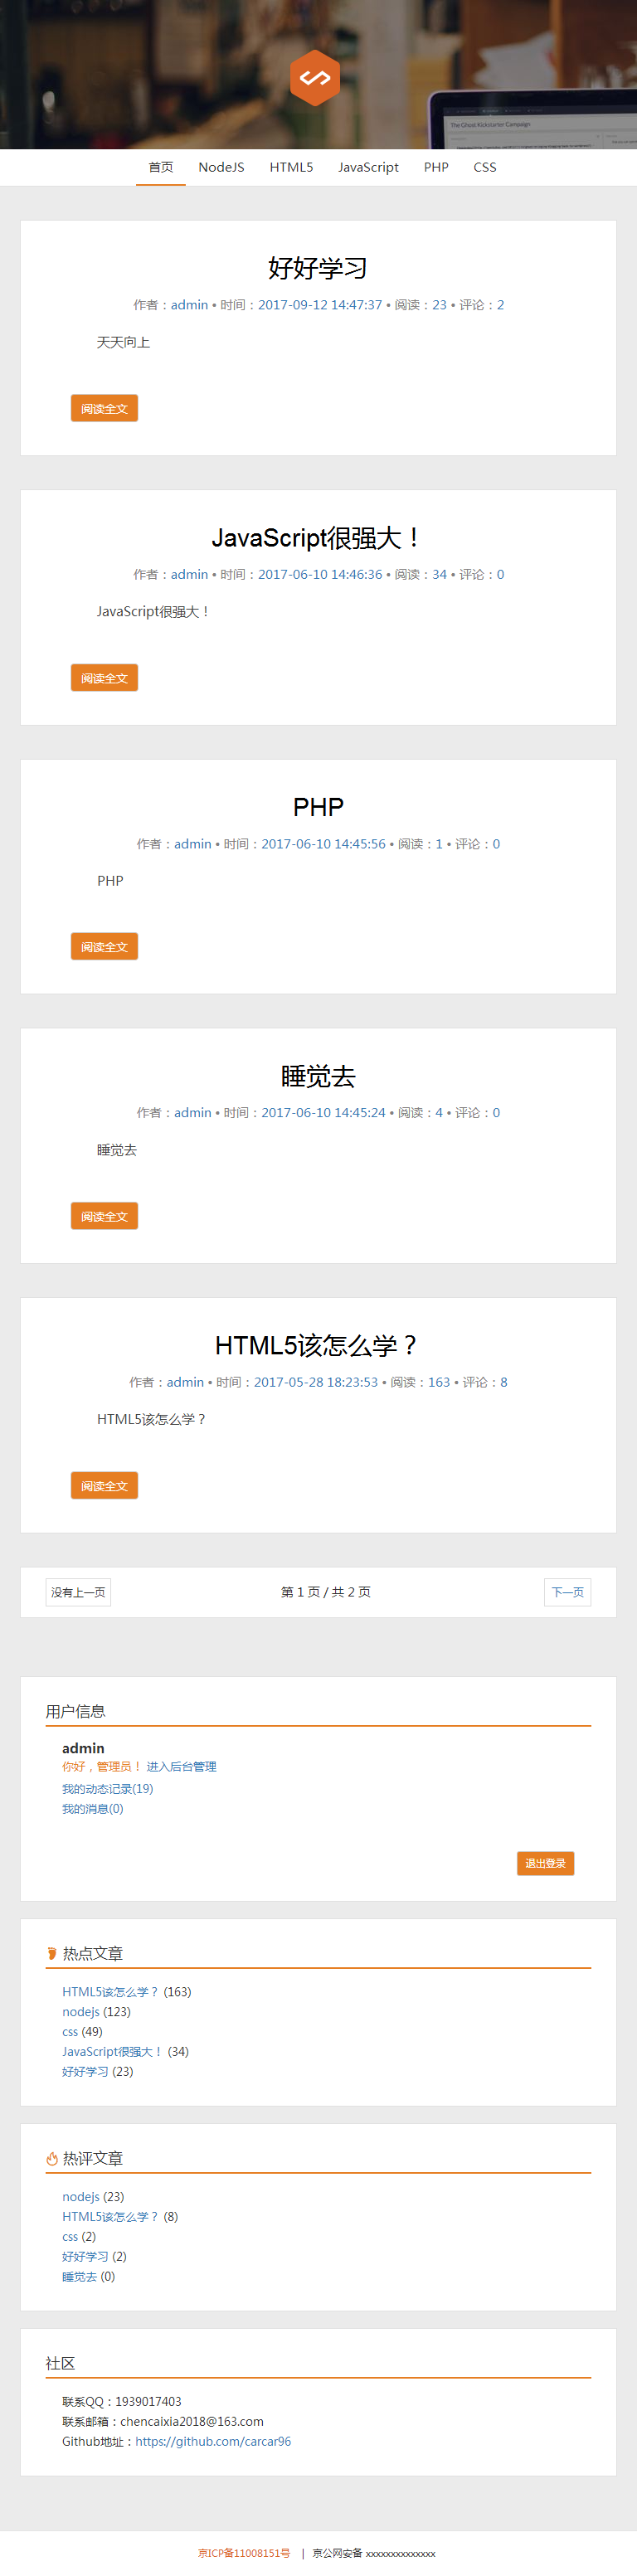 The Ghost Kickstarter Campaign
首页 NodeJS HTML5 JavaScript PHP CSS
好好学习
作者：admin • 时间：2017-09-12 14:47:37 • 阅读：23 • 评论：2
天天向上
阅读全文
JavaScript很强大！
作者：admin • 时间：2017-06-10 14:46:36 • 阅读：34 • 评论：0
JavaScript很强大！
阅读全文
PHP
作者：admin • 时间：2017-06-10 14:45:56 • 阅读：1 • 评论：0
PHP
阅读全文
睡觉去
作者：admin • 时间：2017-06-10 14:45:24 • 阅读：4 • 评论：0
睡觉去
阅读全文
HTML5该怎么学？
作者：admin • 时间：2017-05-28 18:23:53 • 阅读：163 • 评论：8
HTML5该怎么学？
阅读全文
没有上一页 第 1 页 / 共 2 页 下一页
用户信息
admin
你好，管理员！ 进入后台管理
我的动态记录(19)
我的消息(0)
退出登录
热点文章
HTML5该怎么学？ (163)
nodejs (123)
css (49)
JavaScript很强大！ (34)
好好学习 (23)
热评文章
nodejs (23)
HTML5该怎么学？ (8)
css (2)
好好学习 (2)
睡觉去 (0)
社区
联系QQ：1939017403
联系邮箱：chencaixia2018@163.com
Github地址：https://github.com/carcar96
京ICP备11008151号 | 京公网安备 xxxxxxxxxxxxxx